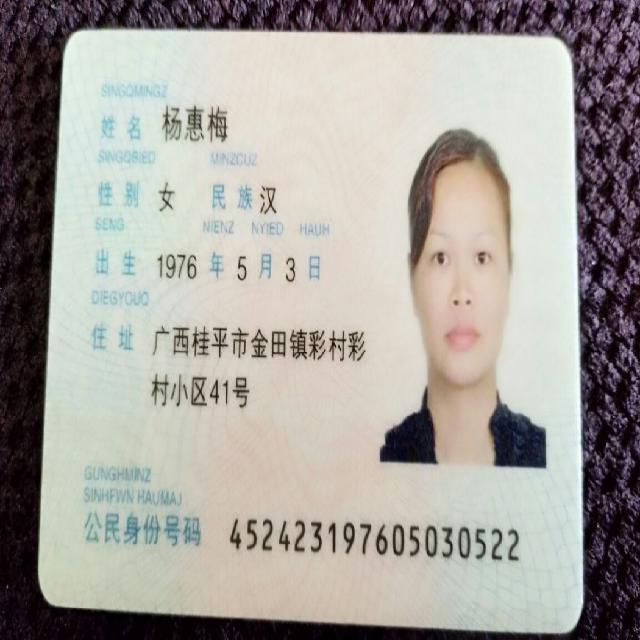 SINGQMINGZ
姓名 杨惠梅
SINGQBIED MINZCUZ
性别 女 民族 汉
SENG NIENZ NYIED HAUH
出生 1976 年 5 月 3 日
DIEGYOUQ
住址 广西桂平市金田镇彩村彩
村小区41号
GUNGHMINZ
SINHFWN HAUMAJ
公民身份号码 452423197605030522